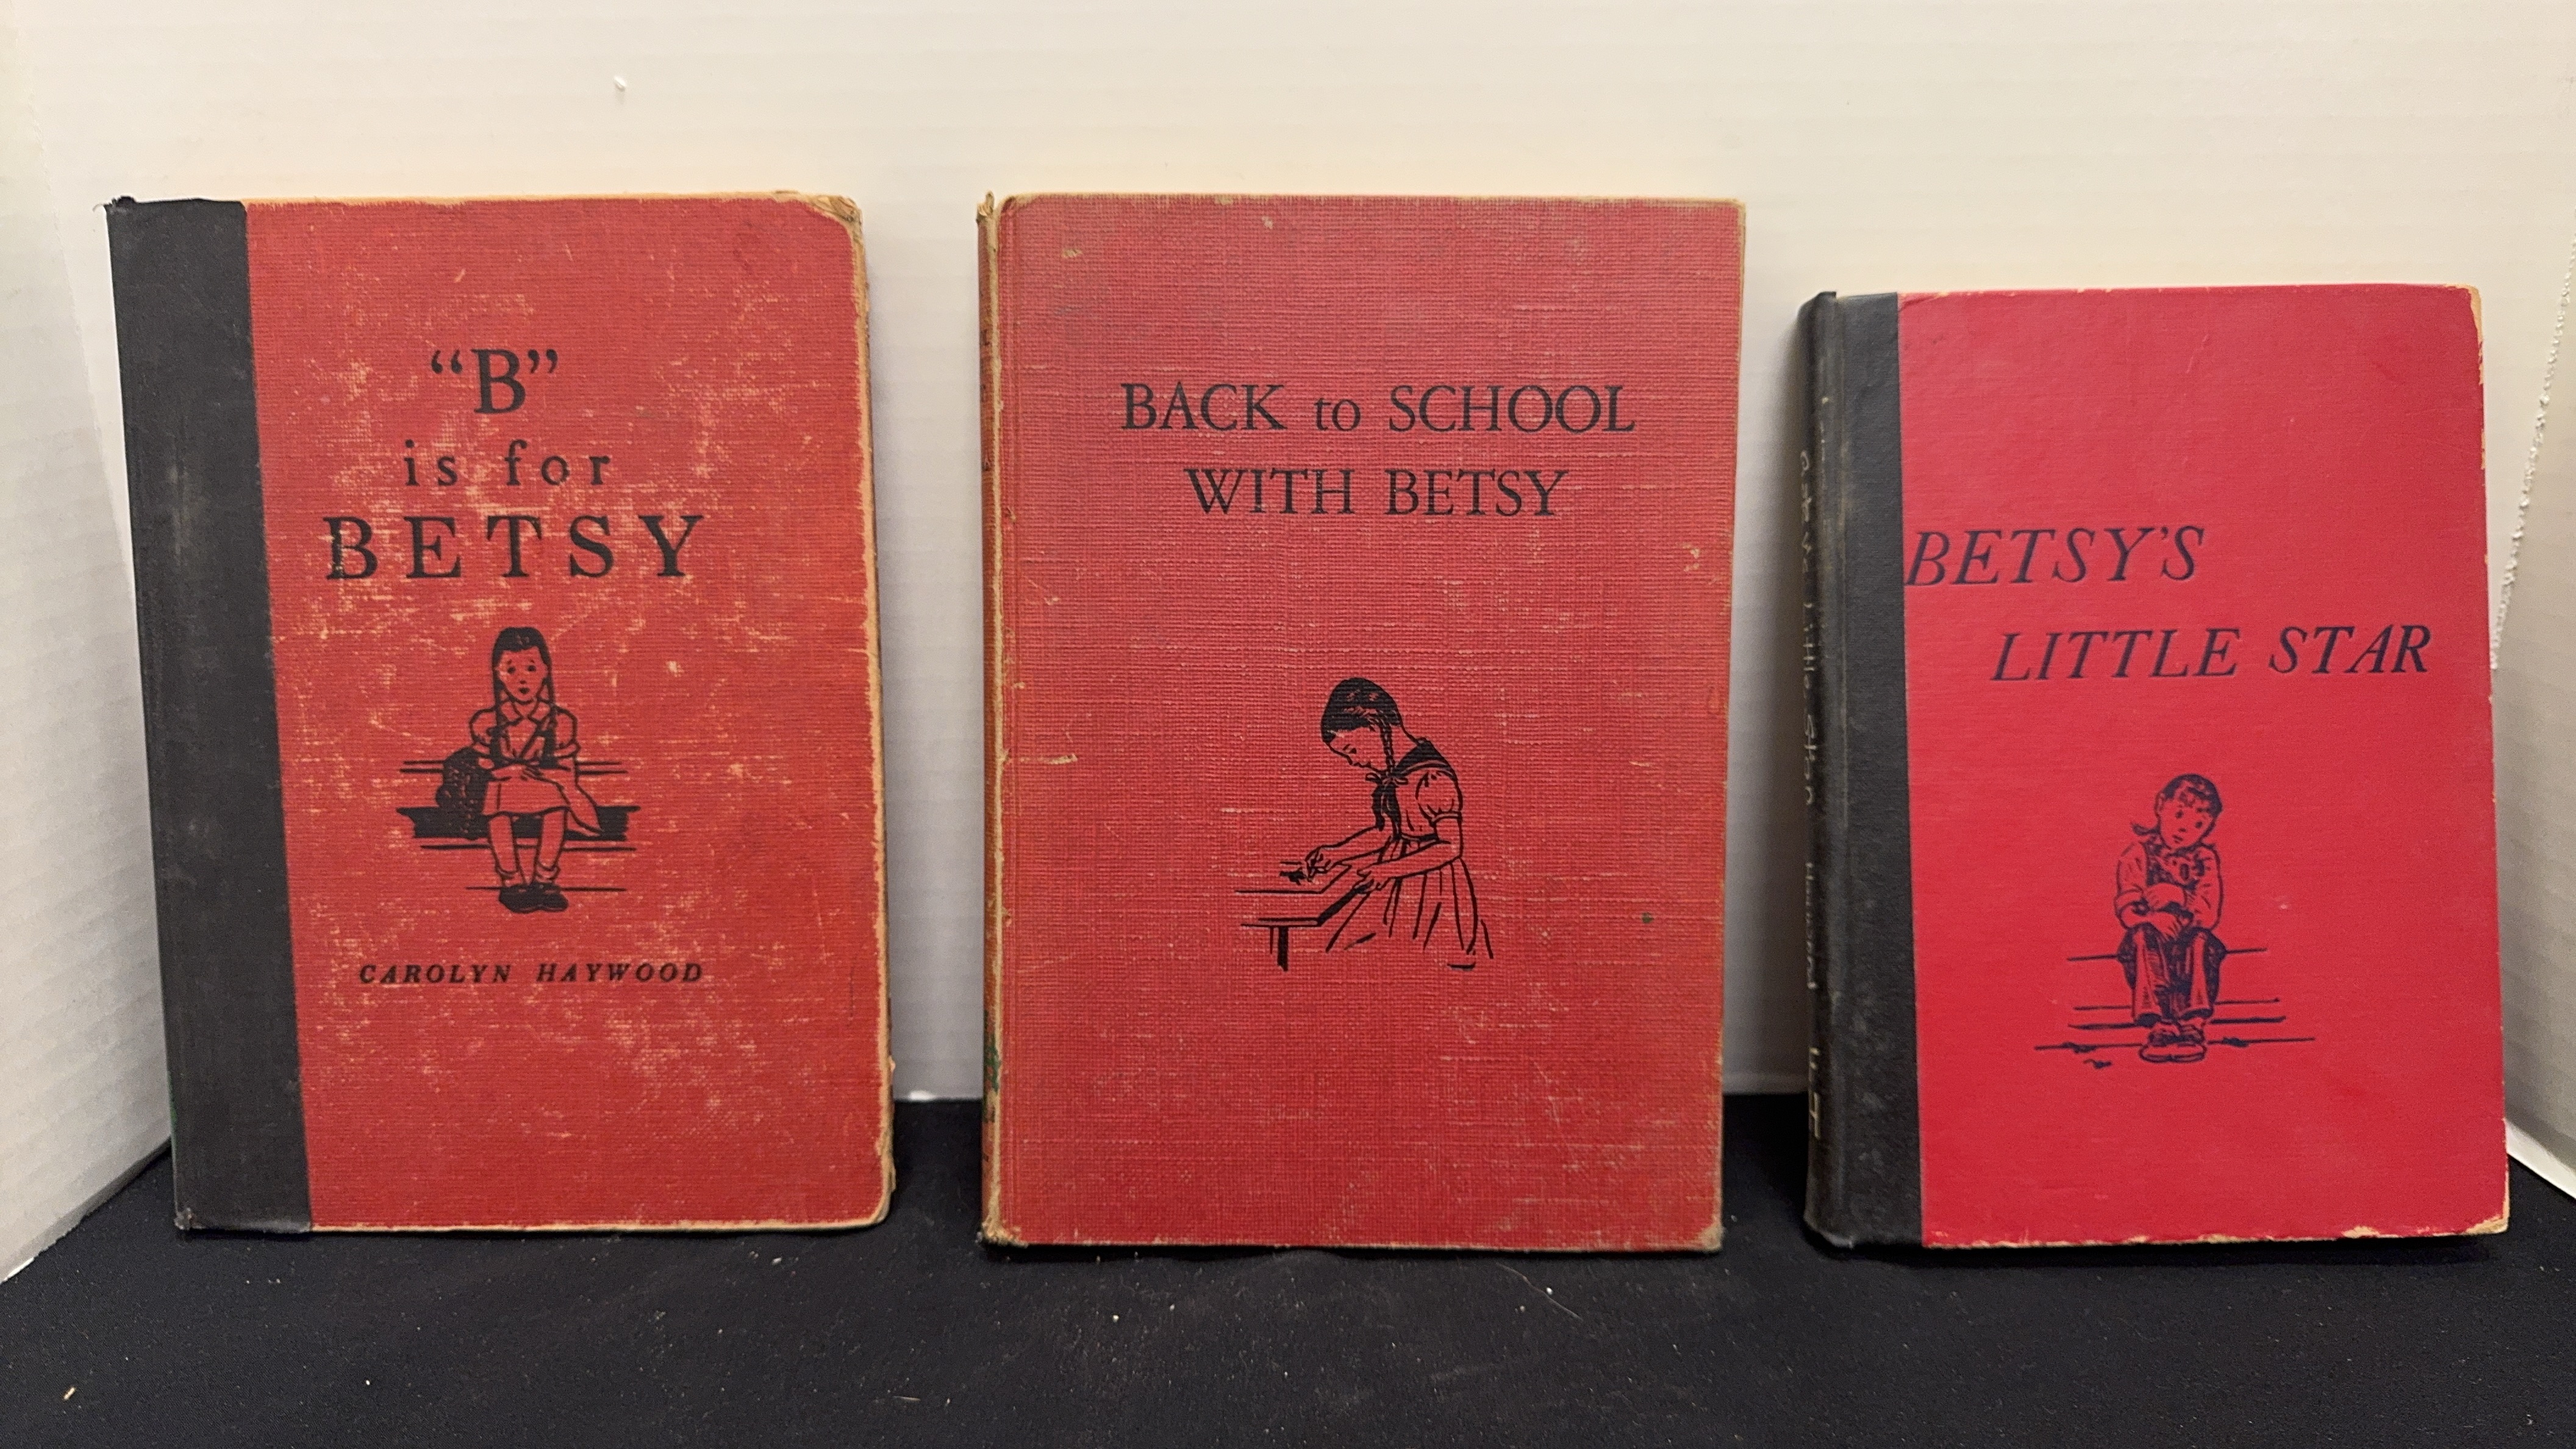 “B”
is for
BETSY
CAROLYN HAYWOOD
BACK to SCHOOL
WITH BETSY
BETSY'S
LITTLE STAR